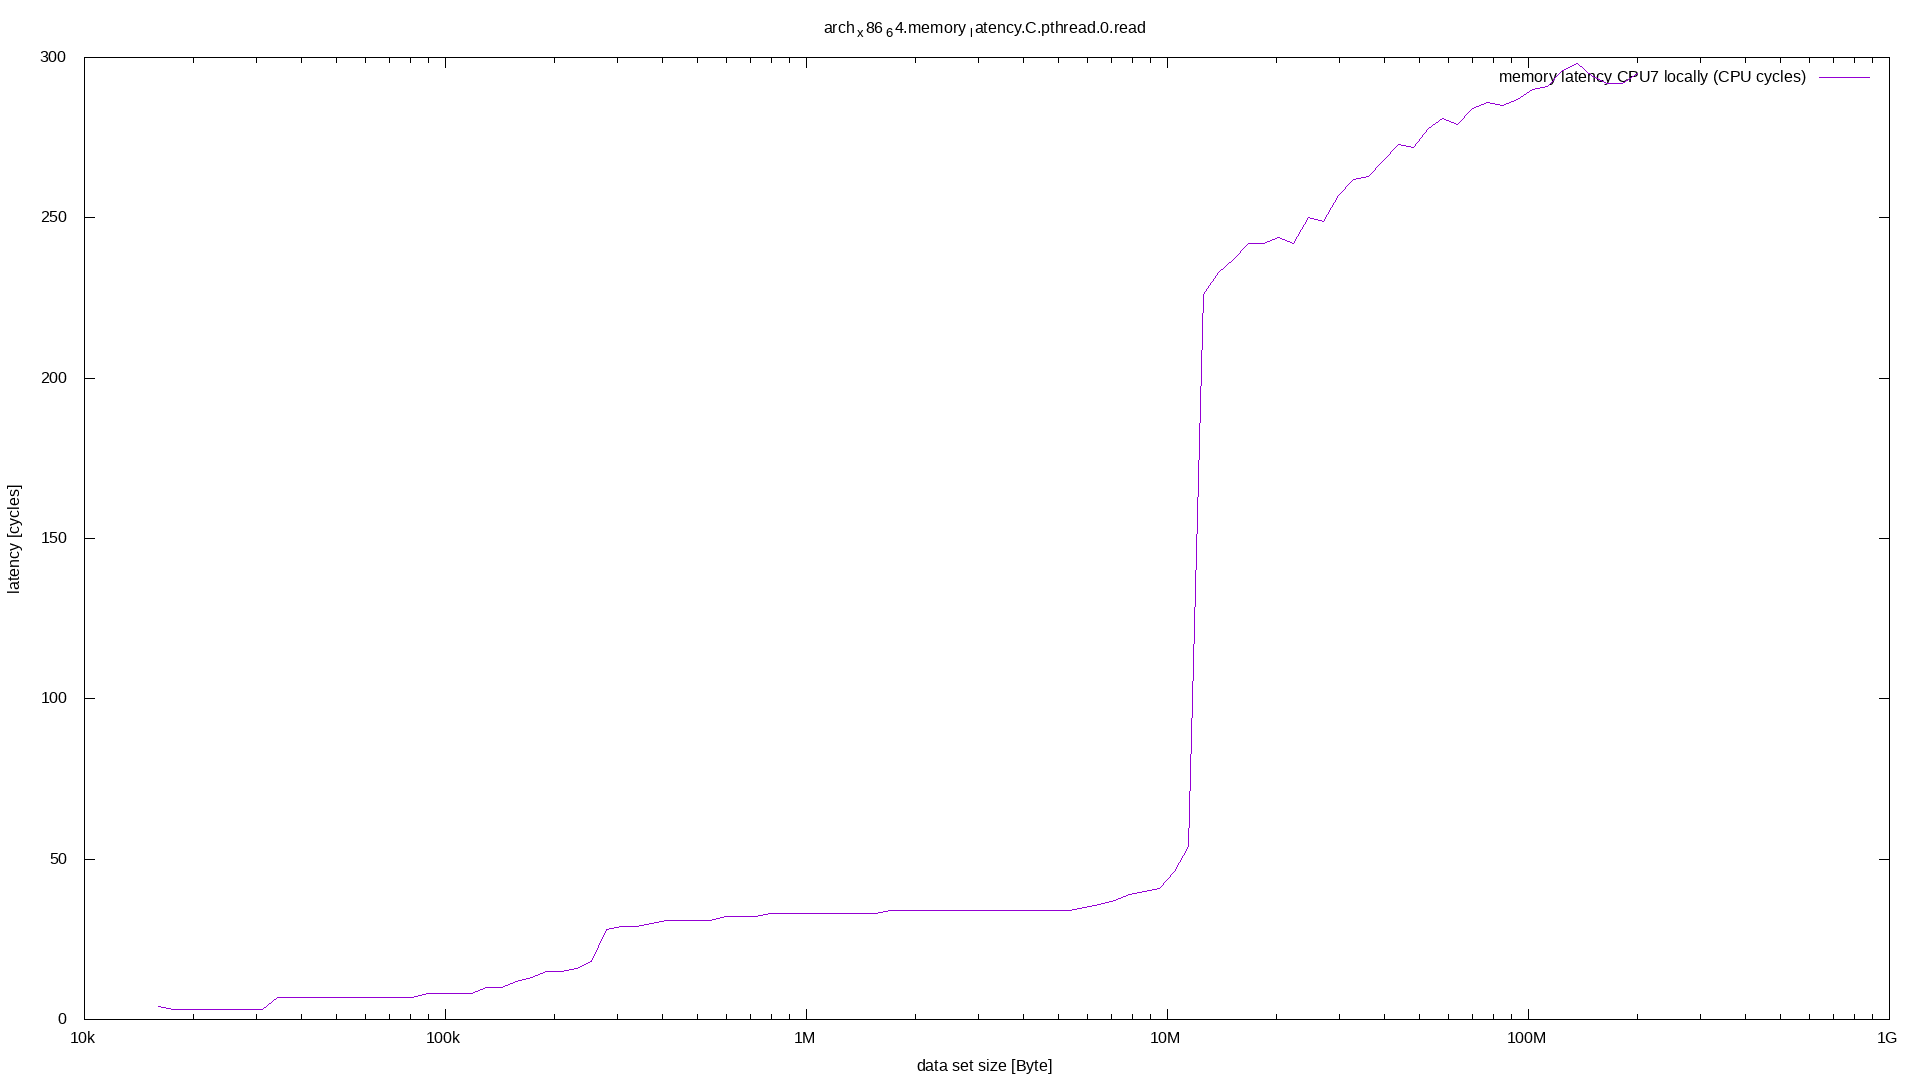 arch x 86 6 4.memory l atency.C.pthread.0.read
memory latency CPU7 locally (CPU cycles)
300
250
200
150
100
50
0
latency [cycles]
10k
100k
1M
10M
100M
1G
data set size [Byte]